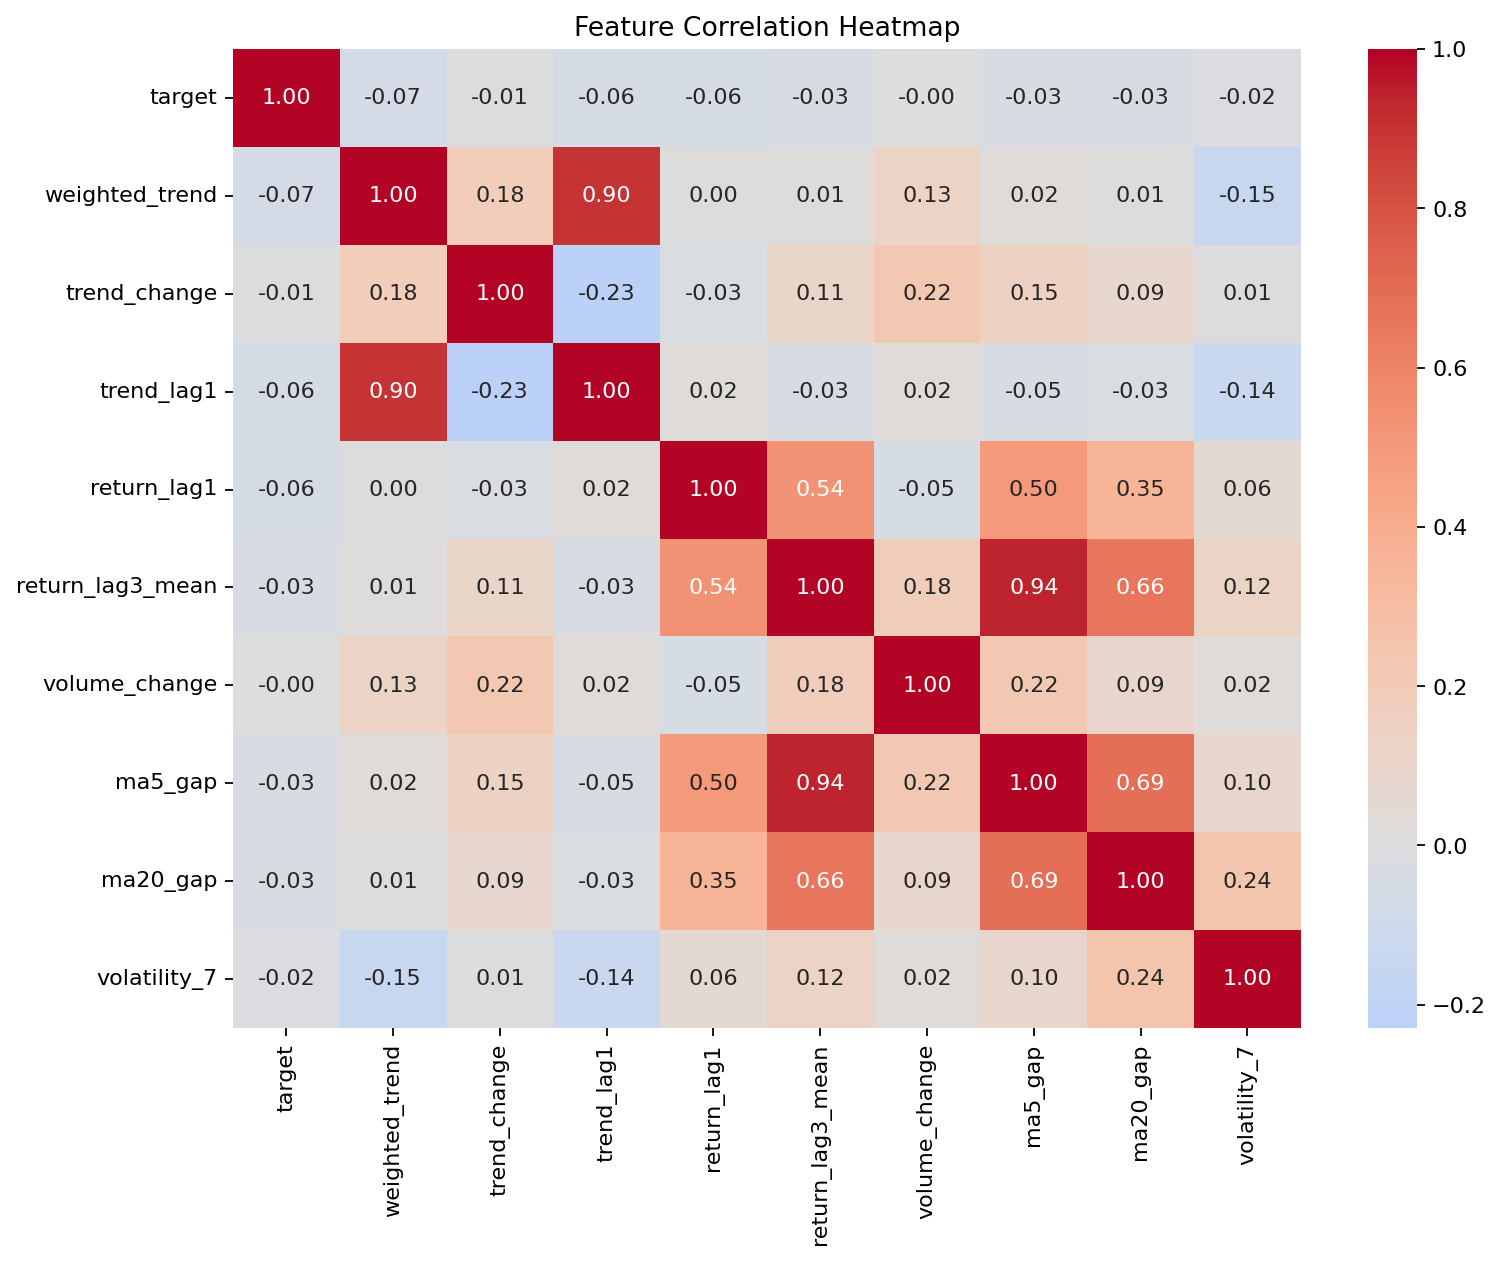 Feature Correlation Heatmap
target 1.00 -0.07 -0.01 -0.06 -0.06 -0.03 -0.00 -0.03 -0.03 -0.02
weighted_trend -0.07 1.00 0.18 0.90 0.00 0.01 0.13 0.02 0.01 -0.15
trend_change -0.01 0.18 1.00 -0.23 -0.03 0.11 0.22 0.15 0.09 0.01
trend_lag1 -0.06 0.90 -0.23 1.00 0.02 -0.03 0.02 -0.05 -0.03 -0.14
return_lag1 -0.06 0.00 -0.03 0.02 1.00 0.54 -0.05 0.50 0.35 0.06
return_lag3_mean -0.03 0.01 0.11 -0.03 0.54 1.00 0.18 0.94 0.66 0.12
volume_change -0.00 0.13 0.22 0.02 -0.05 0.18 1.00 0.22 0.09 0.02
ma5_gap -0.03 0.02 0.15 -0.05 0.50 0.94 0.22 1.00 0.69 0.10
ma20_gap -0.03 0.01 0.09 -0.03 0.35 0.66 0.09 0.69 1.00 0.24
volatility_7 -0.02 -0.15 0.01 -0.14 0.06 0.12 0.02 0.10 0.24 1.00
target
weighted_trend
trend_change
trend_lag1
return_lag1
return_lag3_mean
volume_change
ma5_gap
ma20_gap
volatility_7
1.0
0.8
0.6
0.4
0.2
0.0
−0.2